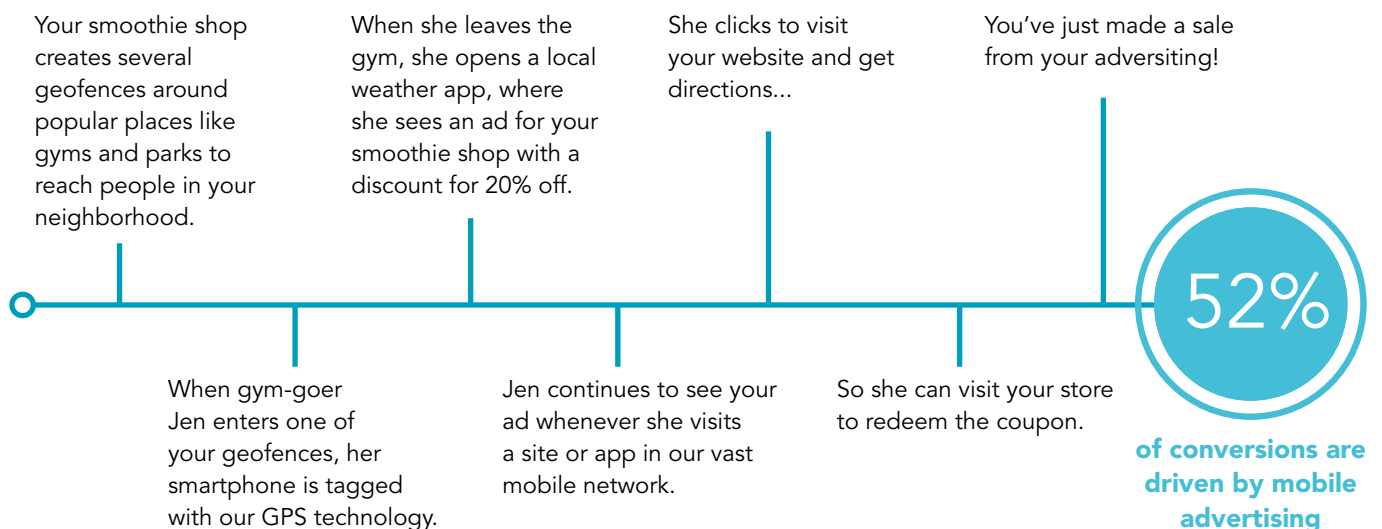 Your smoothie shop
creates several
geofences around
popular places like
gyms and parks to
reach people in your
neighborhood.
When gym-goer
Jen enters one of
your geofences, her
smartphone is tagged
with our GPS technology.
When she leaves the
gym, she opens a local
weather app, where
she sees an ad for your
smoothie shop with a
discount for 20% off.
Jen continues to see your
ad whenever she visits
a site or app in our vast
mobile network.
She clicks to visit
your website and get
directions...
So she can visit your store
to redeem the coupon.
You’ve just made a sale
from your adversiting!
52%
of conversions are
driven by mobile
advertising